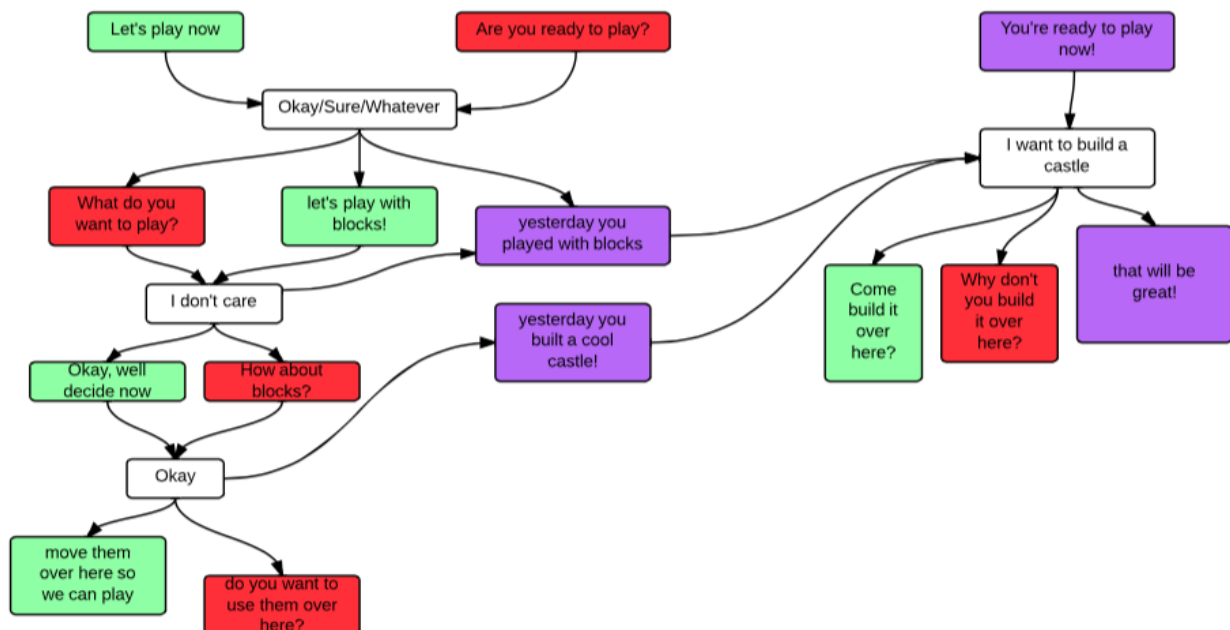 Let's play now
Are you ready to play?
You're ready to play
now!
Okay/Sure/Whatever
I want to build a
castle
What do you
want to play?
let's play with
blocks!
yesterday you
played with blocks
I don't care
that will be
great!
Come
build it
over
here?
Why don't
you build
it over
here?
yesterday you
built a cool
castle!
Okay, well
decide now
How about
blocks?
Okay
move them
over here so
we can play
do you want to
use them over
here?